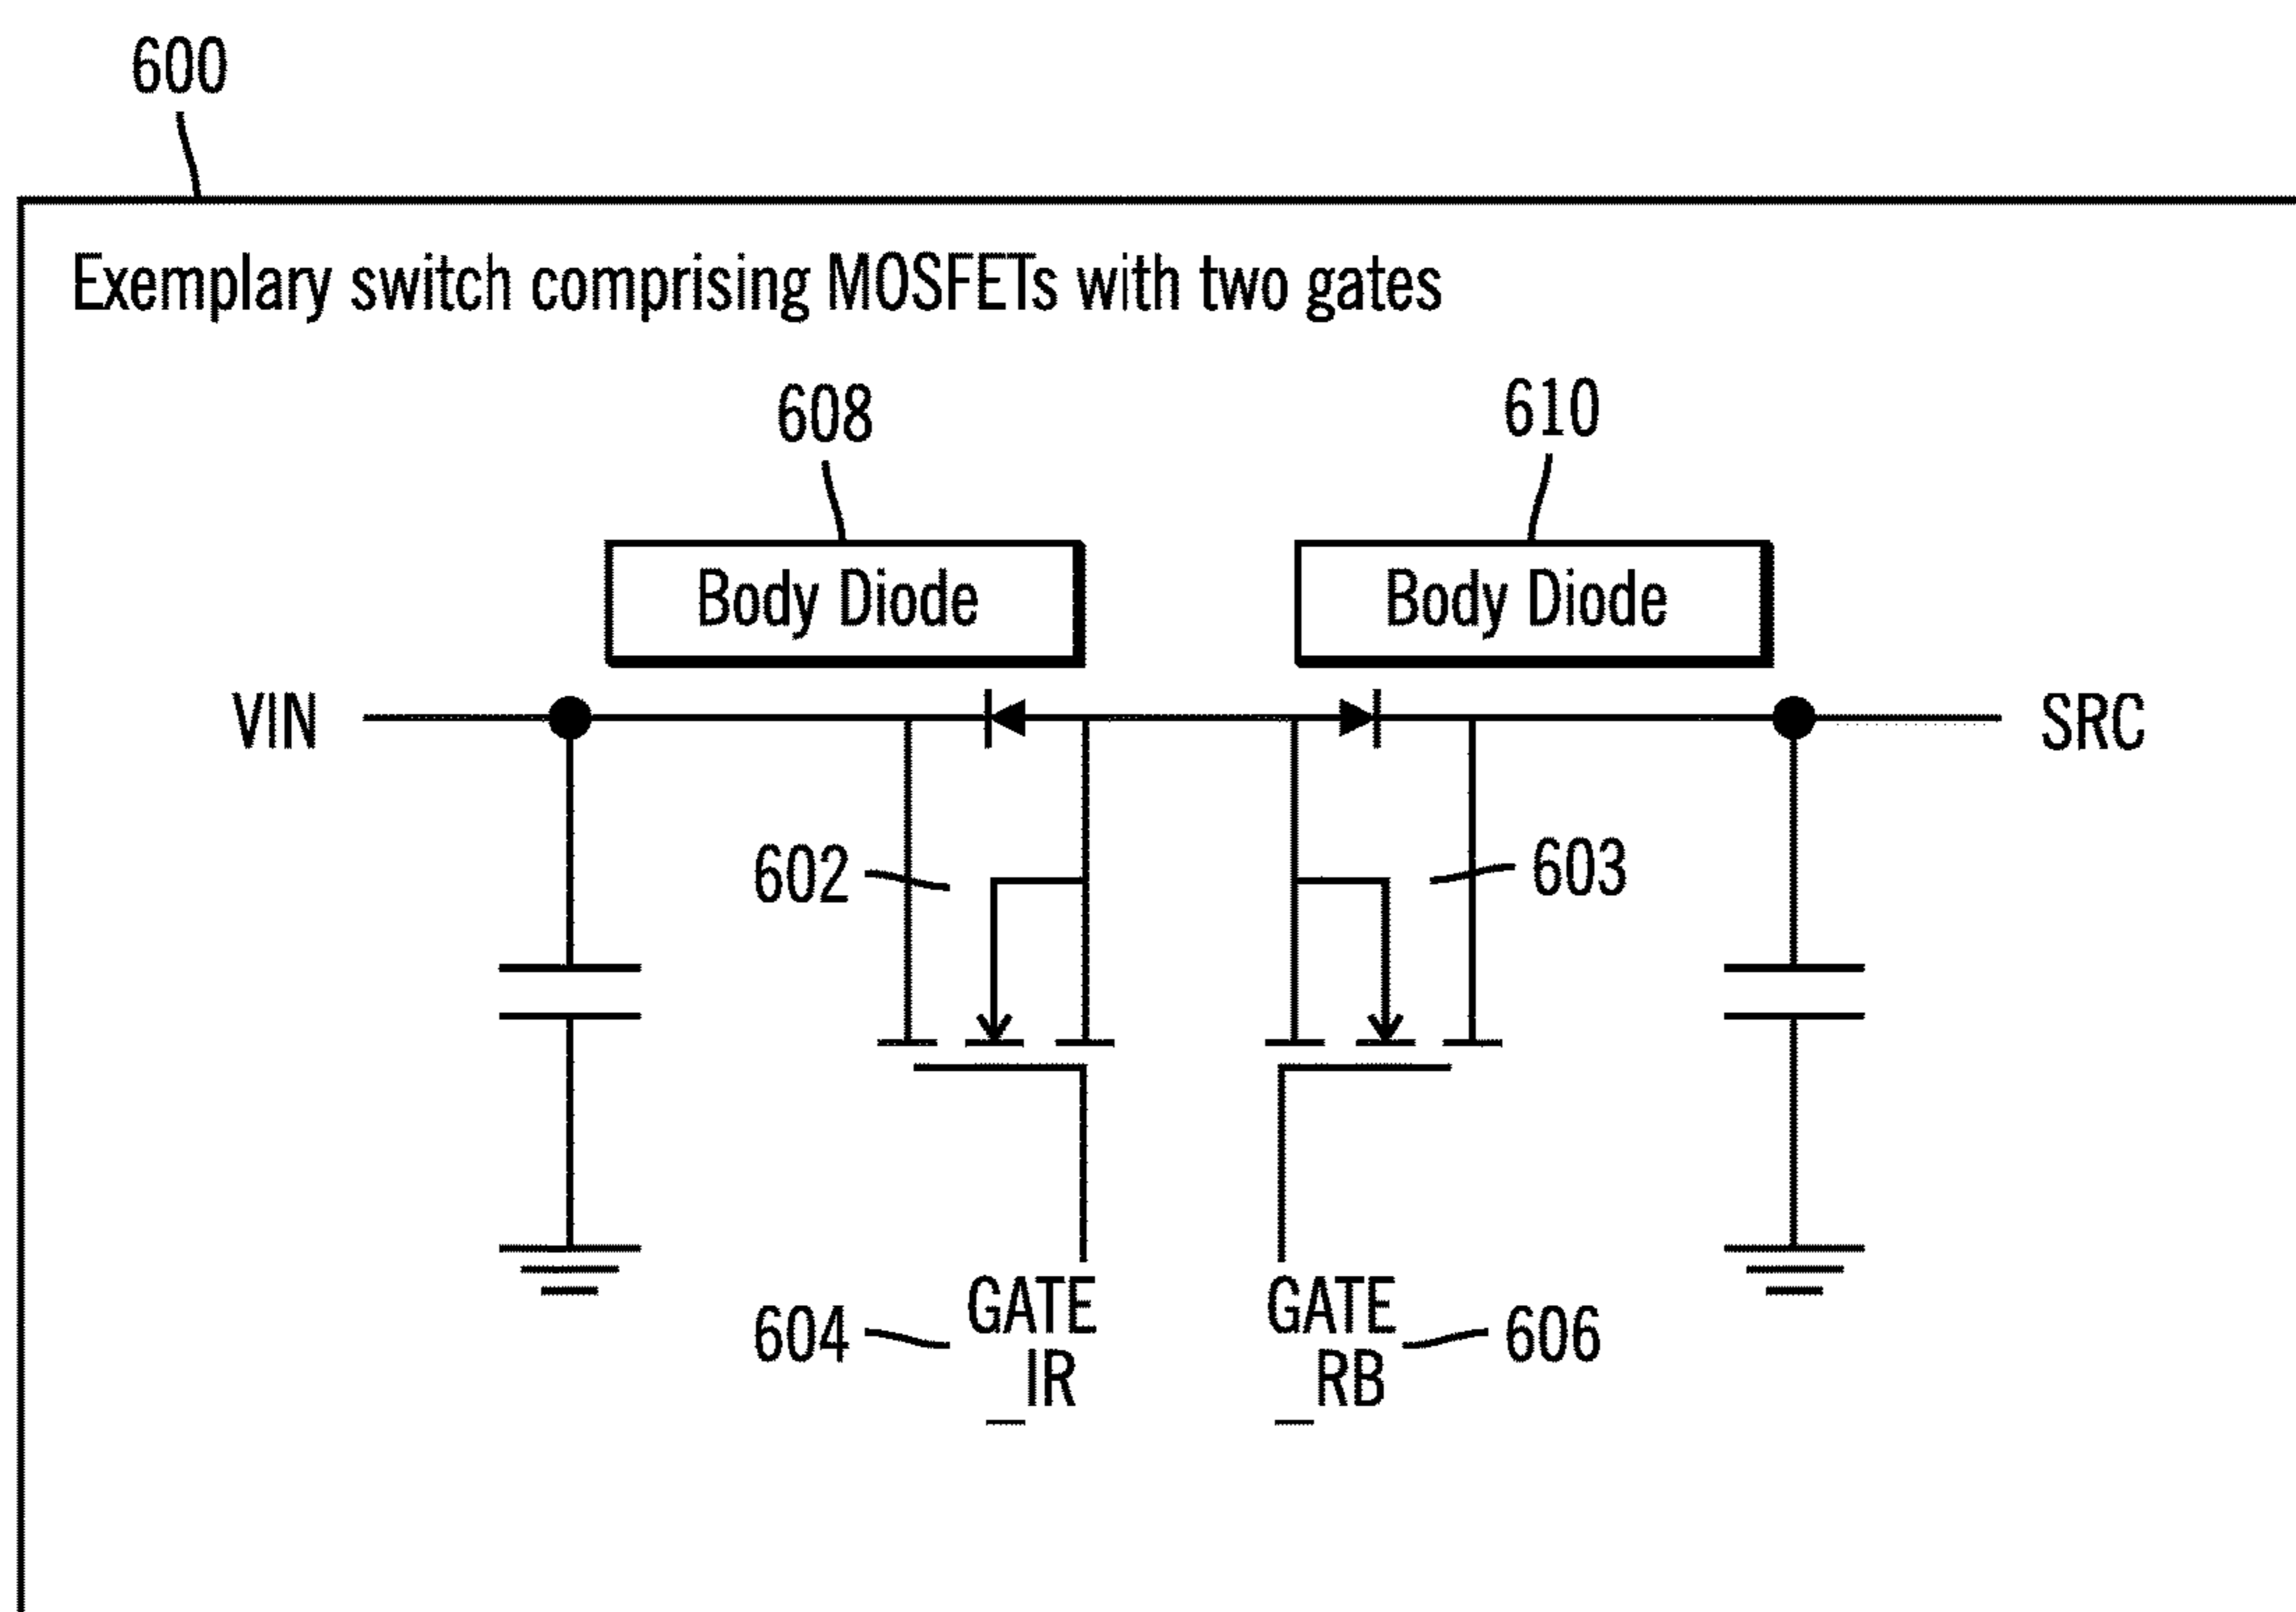 600
Exemplary switch comprising MOSFETs with two gates
608
610
Body Diode
Body Diode
VIN
SRC
602
603
604
GATE
_IR
GATE
_RB
606